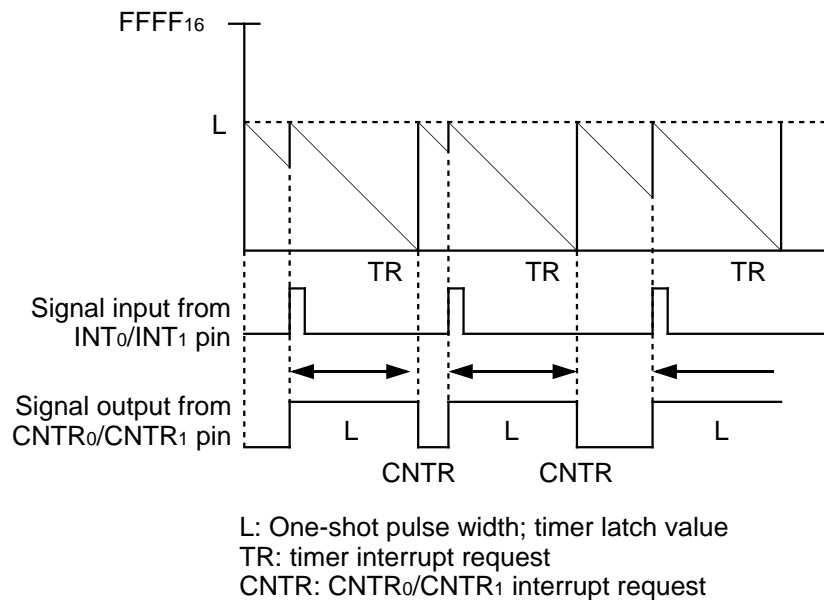 FFFF16
L
TR TR TR
Signal input from
INT0/INT1 pin
Signal output from
CNTR0/CNTR1 pin
L L L
CNTR CNTR
L: One-shot pulse width; timer latch value
TR: timer interrupt request
CNTR: CNTR0/CNTR1 interrupt request